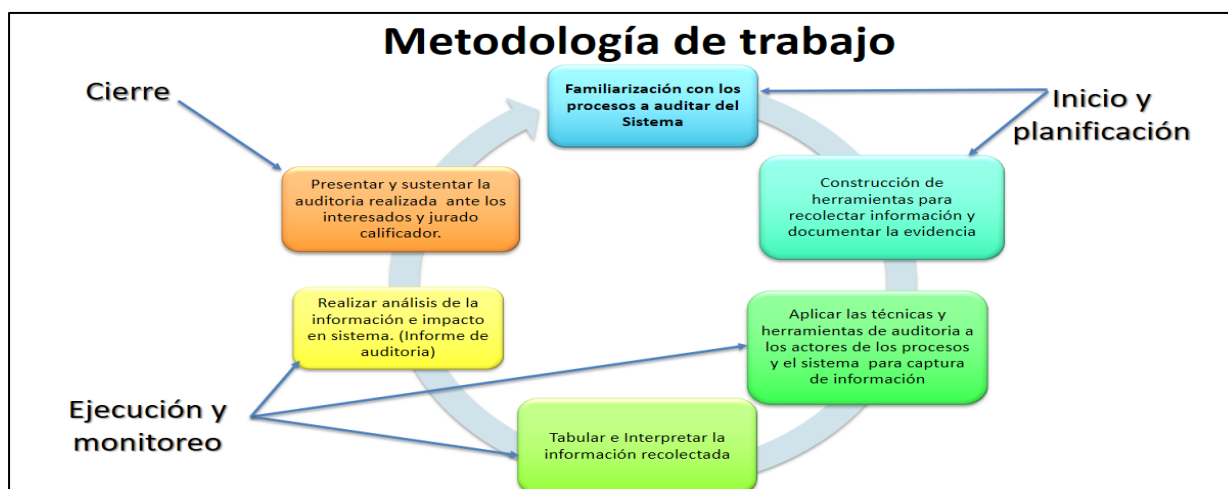 Metodología de trabajo
Cierre
Familiarización con los
procesos a auditar del
Sistema
Inicio y
planificación
Presentar y sustentar la
auditoria realizada ante los
interesados y jurado
calificador.
Construcción de
herramientas para
recolectar información y
documentar la evidencia
Realizar análisis de la
información e impacto
en sistema. (Informe de
auditoria)
Aplicar las técnicas y
herramientas de auditoria a
los actores de los procesos
y el sistema para captura
de información
Ejecución y
monitoreo
Tabular e Interpretar la
información recolectada